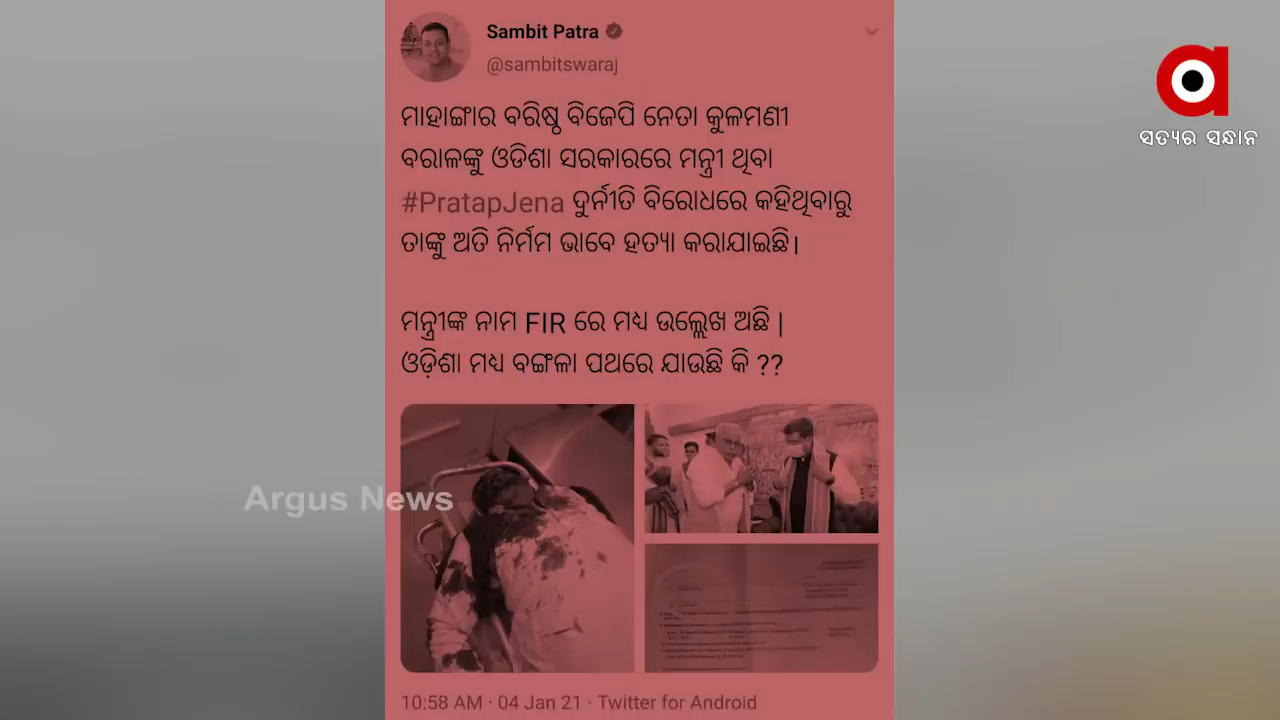 Sambit Patra
@sambitswaraj
ମାହାଙ୍ଗାର ବରିଷ୍ଠ ବିଜେପି ନେତା କୁଳମଣୀ
ବରାଳଙ୍କୁ ଓଡିଶା ସରକାରରେ ମନ୍ତ୍ରୀ ଥିବା
#PratapJena ଦୁର୍ନୀତି ବିରୋଧରେ କହିଥିବାରୁ
ତାଙ୍କୁ ଅତି ନିର୍ମମ ଭାବେ ହତ୍ୟା କରାଯାଇଛି।
ମନ୍ତ୍ରୀଙ୍କ ନାମ FIR ରେ ମଧ୍ୟ ଉଲ୍ଲେଖ ଅଛି |
ଓଡ଼ିଶା ମଧ୍ୟ ବଙ୍ଗଳା ପଥରେ ଯାଉଛି କି ??
10:58 AM · 04 Jan 21 · Twitter for Android
Argus News
ସତ୍ୟର ସନ୍ଧାନ